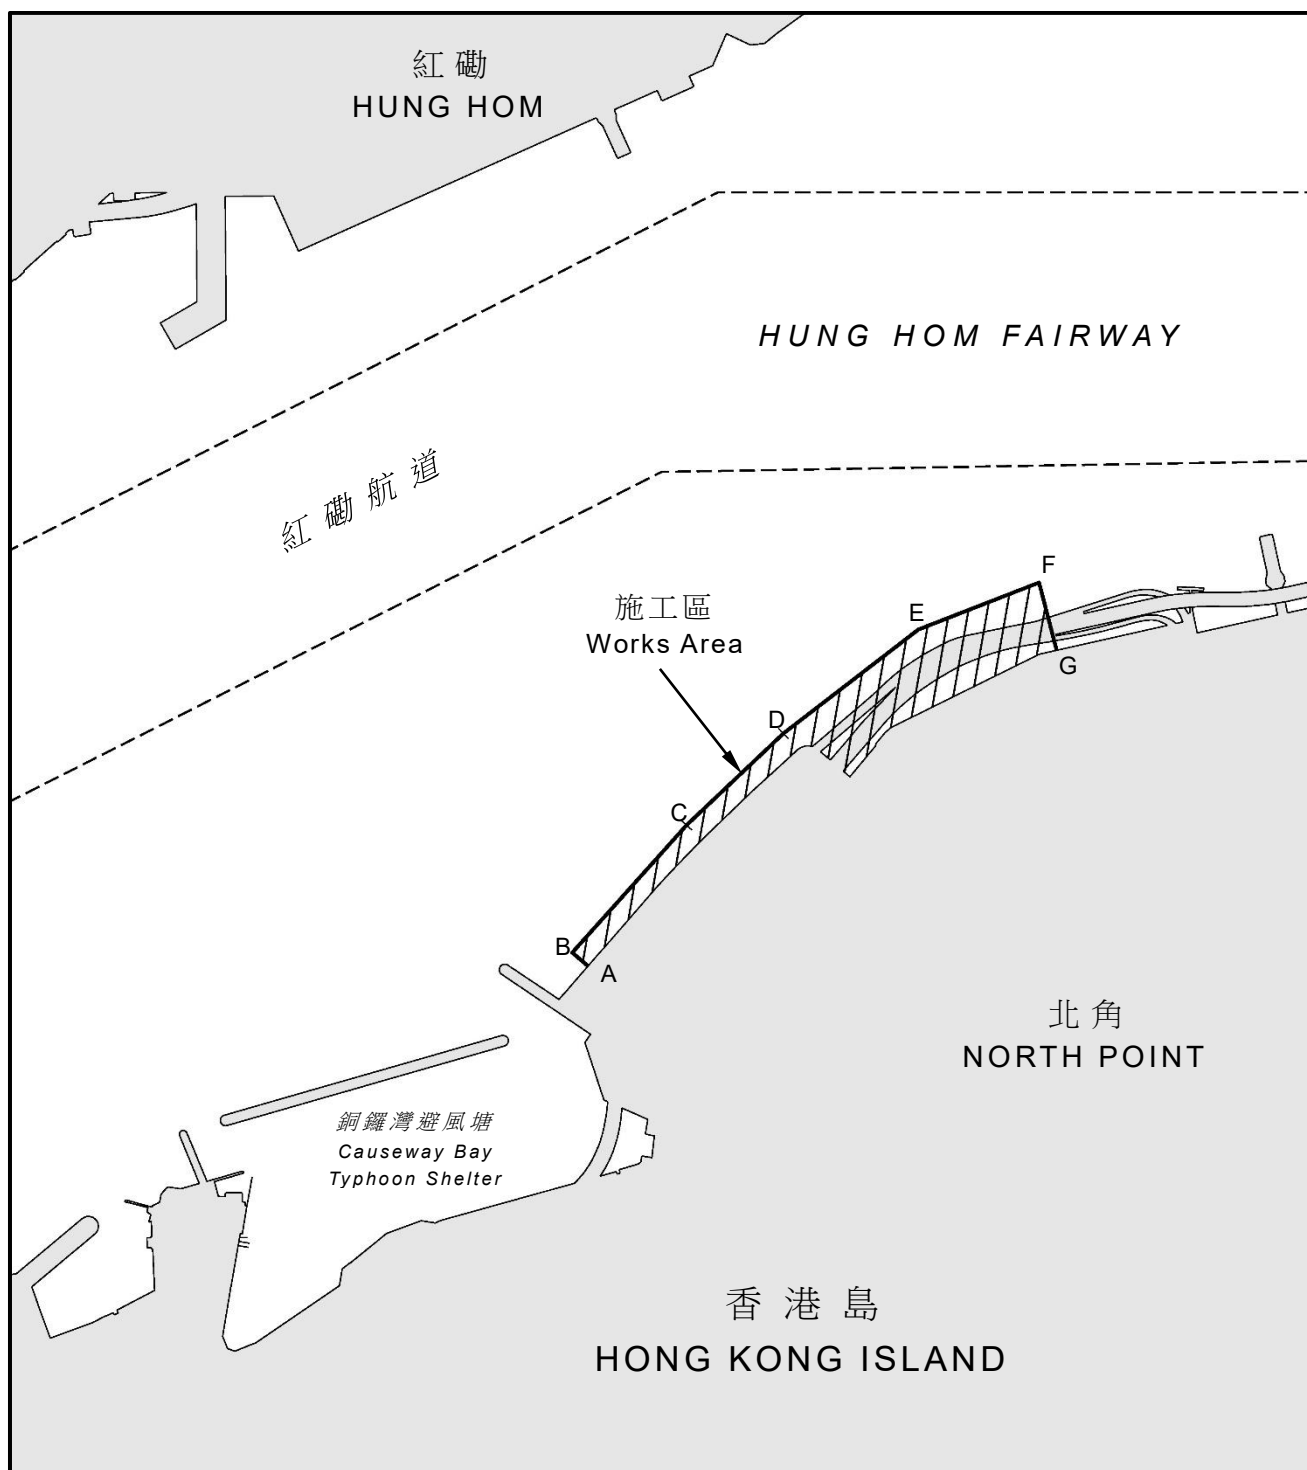 紅磡
HUNG HOM
HUNG HOM FAIRWAY
紅磡航道
施工區
Works Area
F
E
G
D
C
B
A
北角
NORTH POINT
銅鑼灣避風塘
Causeway Bay
Typhoon Shelter
香港島
HONG KONG ISLAND